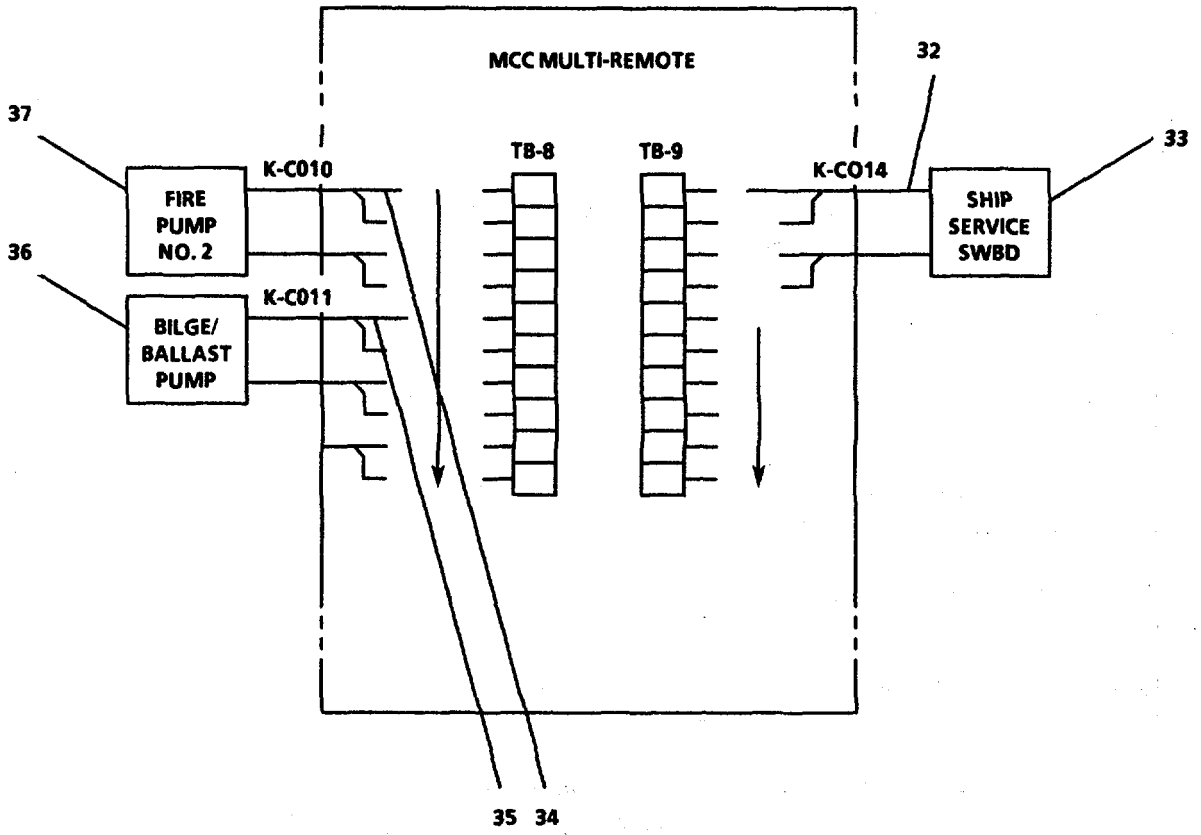 MCC MULTI-REMOTE
32
37
33
TB-8
TB-9
K-C010
K-CO14
FIRE
PUMP
NO. 2
SHIP
SERVICE
SWBD
36
K-C011
BILGE/
BALLAST
PUMP
35
34